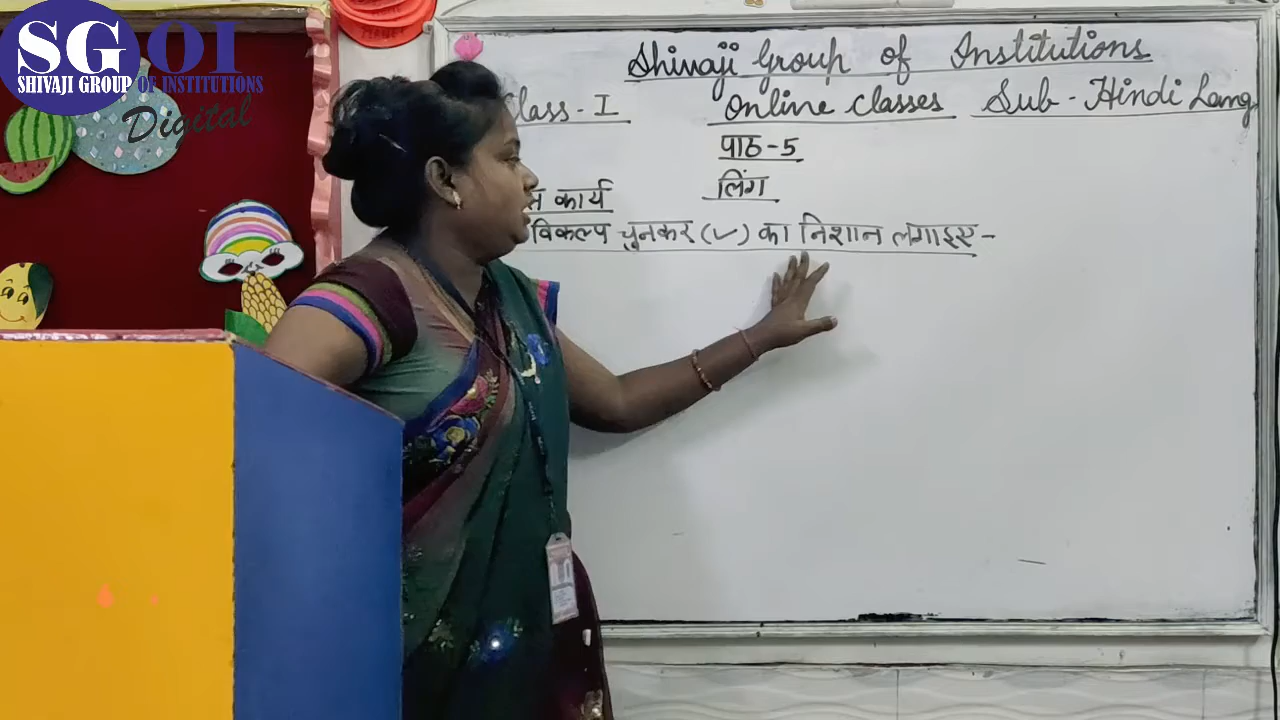 SGOI
SHIVAJI GROUP OF INSTITUTIONS
Digital
Shivaji Group of Institutions
Class-I Online classes Sub-Hindi Lang
पाठ-5
लिंग
कार्य
विकल्प चुनकर (✓) का निशान लगाइए-